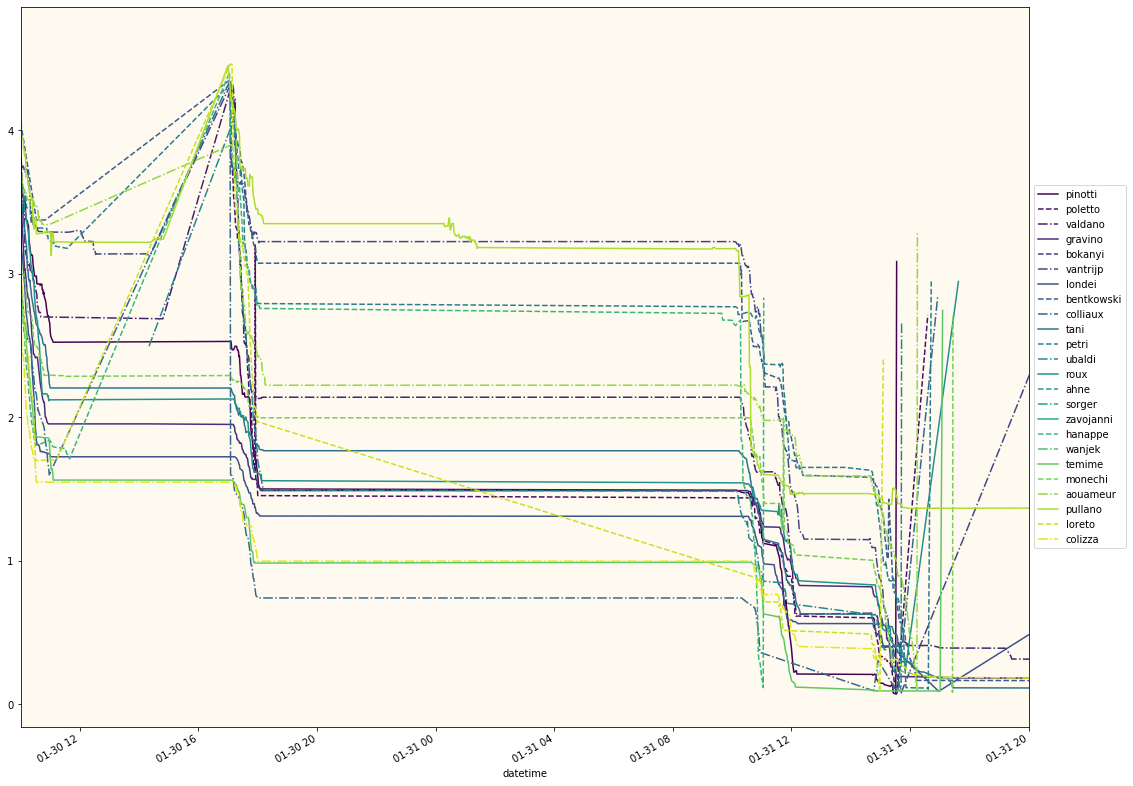 4
3
2
1
0
01-30 12
01-30 16
01-30 20
01-31 00
01-31 04
01-31 08
01-31 12
01-31 16
01-31 20
datetime
pinotti
poletto
valdano
gravino
bokanyi
vantrijp
londei
bentkowski
colliaux
tani
petri
ubaldi
roux
ahne
sorger
zavojanni
hanappe
wanjek
temime
monechi
aouameur
pullano
loreto
colizza